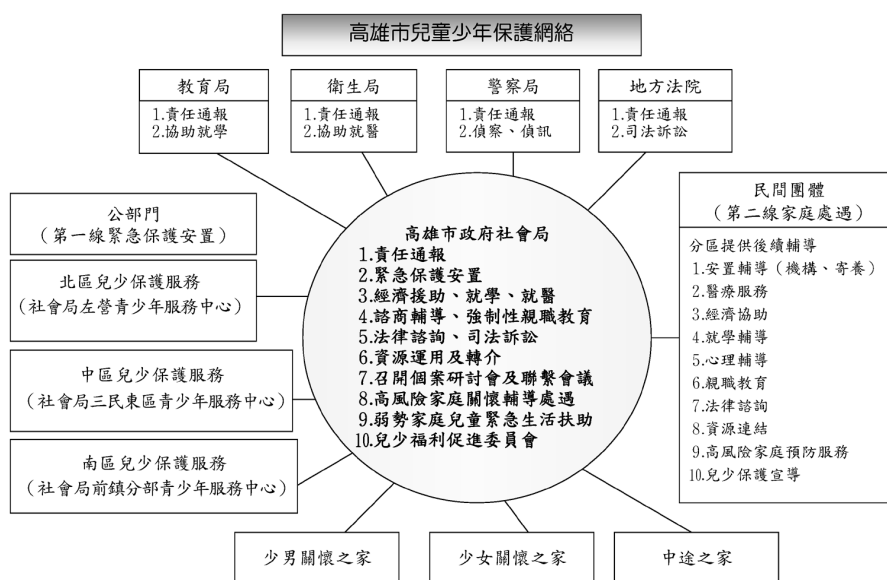 高雄市兒童少年保護網絡
教育局
1.責任通報
2.協助就學
衛生局
1.責任通報
2.協助就醫
警察局
1.責任通報
2.偵察、偵訊
地方法院
1.責任通報
2.司法訴訟
公部門
(第一線緊急保護安置)
北區兒少保護服務
(社會局左營青少年服務中心)
中區兒少保護服務
(社會局三民東區青少年服務中心)
南區兒少保護服務
(社會局前鎮分部青少年服務中心)
高雄市政府社會局
1.責任通報
2.緊急保護安置
3.經濟援助、就學、就醫
4.諮商輔導、強制性親職教育
5.法律諮詢、司法訴訟
6.資源運用及轉介
7.召開個案研討會及聯繫會議
8.高風險家庭關懷輔導處遇
9.弱勢家庭兒童緊急生活扶助
10.兒少福利促進委員會
民間團體
(第二線家庭處遇)
分區提供後續輔導
1.安置輔導(機構、寄養)
2.醫療服務
3.經濟協助
4.就學輔導
5.心理輔導
6.親職教育
7.法律諮詢
8.資源連結
9.高風險家庭預防服務
10.兒少保護宣導
少男關懷之家
少女關懷之家
中途之家